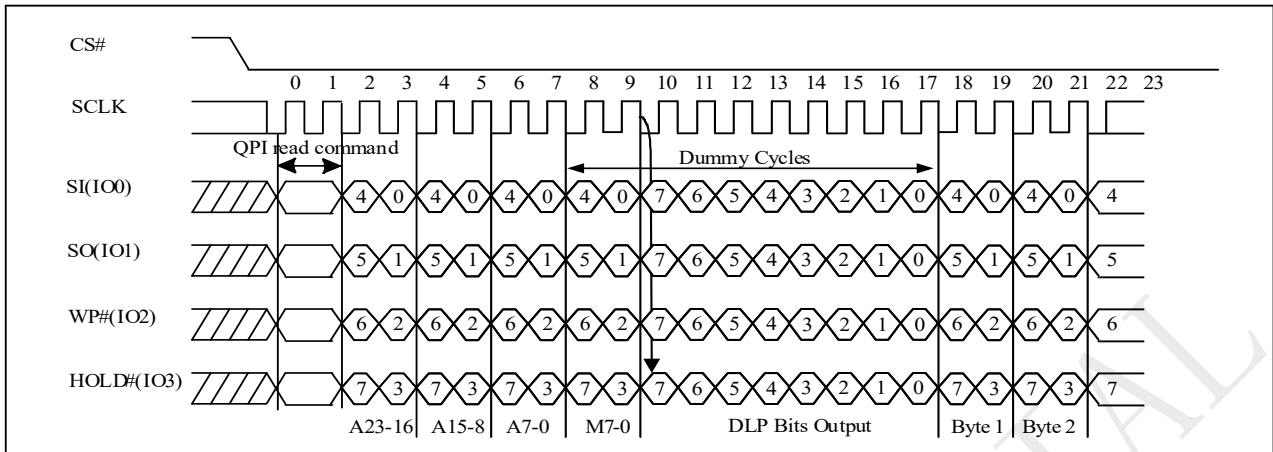 CS#
0 1 2 3 4 5 6 7 8 9 10 11 12 13 14 15 16 17 18 19 20 21 22 23
SCLK
QPI read command
Dummy Cycles
SI(IO0) 4 0 4 0 4 0 4 0 7 6 5 4 3 2 1 0 4 0 4 0 4
SO(IO1) 5 1 5 1 5 1 5 1 7 6 5 4 3 2 1 0 5 1 5 1 5
WP#(IO2) 6 2 6 2 6 2 6 2 7 6 5 4 3 2 1 0 6 2 6 2 6
HOLD#(IO3) 7 3 7 3 7 3 7 3 7 6 5 4 3 2 1 0 7 3 7 3 7
A23-16 A15-8 A7-0 M7-0 DLP Bits Output Byte 1 Byte 2